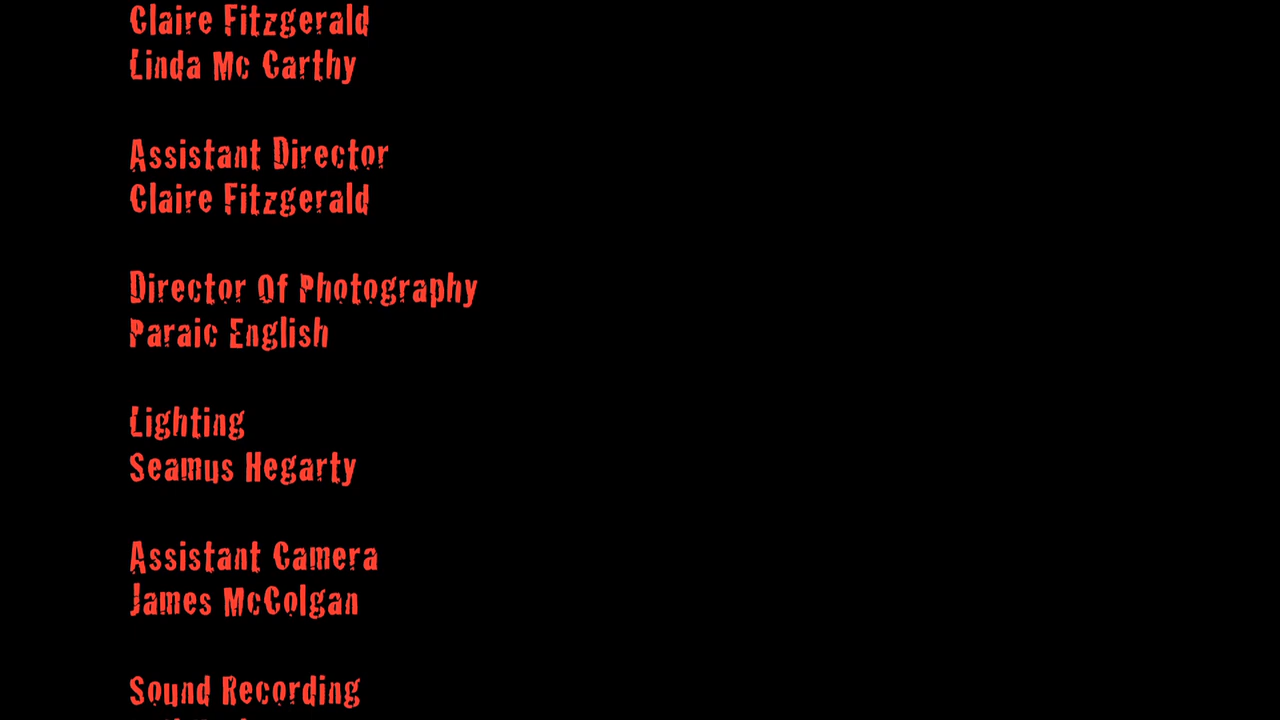 Claire Fitzgerald
Linda Mc Carthy
Assistant Director
Claire Fitzgerald
Director Of Photography
Paraic English
Lighting
Seamus Hegarty
Assistant Camera
James McColgan
Sound Recording